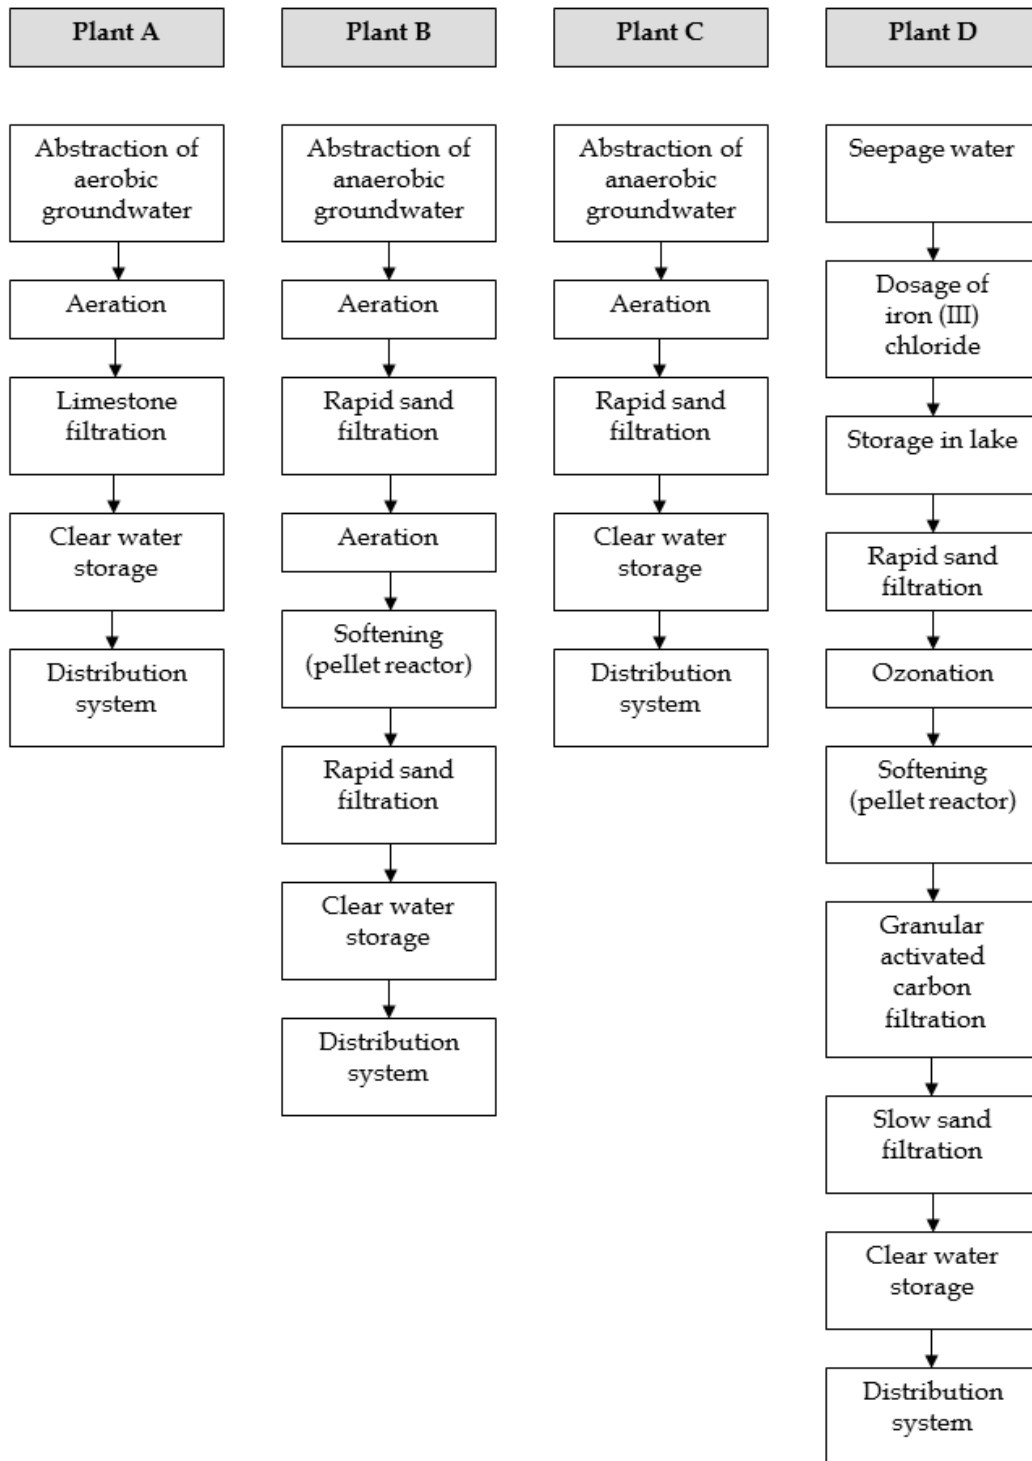 Plant A
Abstraction of
aerobic
groundwater
Aeration
Limestone
filtration
Clear water
storage
Distribution
system
Plant B
Abstraction of
anaerobic
groundwater
Aeration
Rapid sand
filtration
Aeration
Softening
(pellet reactor)
Rapid sand
filtration
Clear water
storage
Distribution
system
Plant C
Abstraction of
anaerobic
groundwater
Aeration
Rapid sand
filtration
Clear water
storage
Distribution
system
Plant D
Seepage water
Dosage of
iron (III)
chloride
Storage in lake
Rapid sand
filtration
Ozonation
Softening
(pellet reactor)
Granular
activated
carbon
filtration
Slow sand
filtration
Clear water
storage
Distribution
system